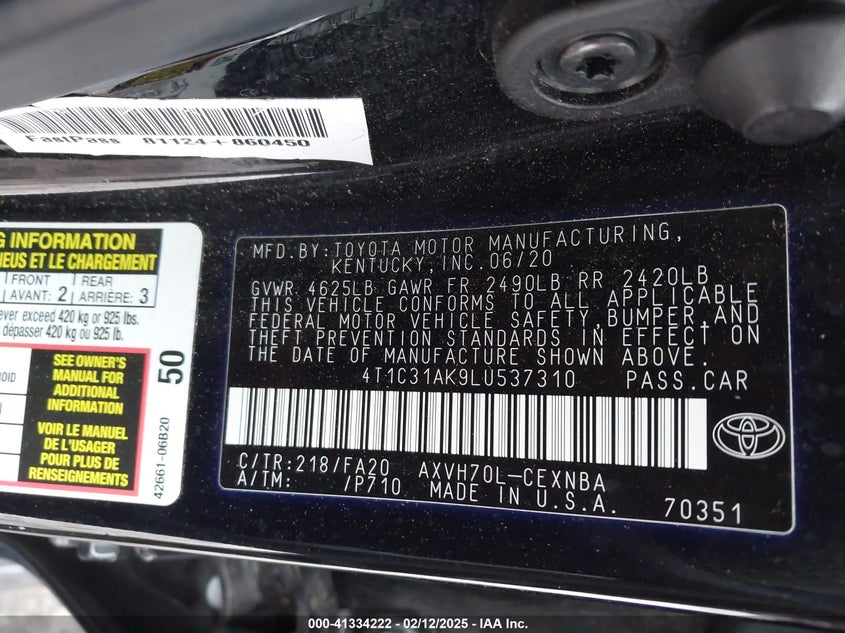 FastPass 81124+860450
G INFORMATION
NEUS ET LE CHARGEMENT
FRONT REAR
AVANT: 2 ARRIÈRE: 3
ever exceed 420 kg or 925 lbs.
dépasser 420 kg ou 925 lb.
SEE OWNER'S
MANUAL FOR
ADDITIONAL
INFORMATION
VOIR LE MANUEL
DE L'USAGER
POUR PLUS DE
RENSEIGNEMENTS
50
42661-06B20
MFD.BY:TOYOTA MOTOR MANUFACTURING,
KENTUCKY,INC.06/20
GVWR. 4625LB GAWR FR 2490LB RR 2420LB
THIS VEHICLE CONFORMS TO ALL APPLICABLE
FEDERAL MOTOR VEHICLE SAFETY,BUMPER,AND
THEFT PREVENTION STANDARDS IN EFFECT ON
THE DATE OF MANUFACTURE SHOWN ABOVE.
4T1C31AK9LU537310 PASS.CAR
C/TR:218/FA20 AXVH70L-CEXNBA
A/TM: /P710 MADE IN U.S.A.
70351
000-41334222 - 02/12/2025 - IAA Inc.